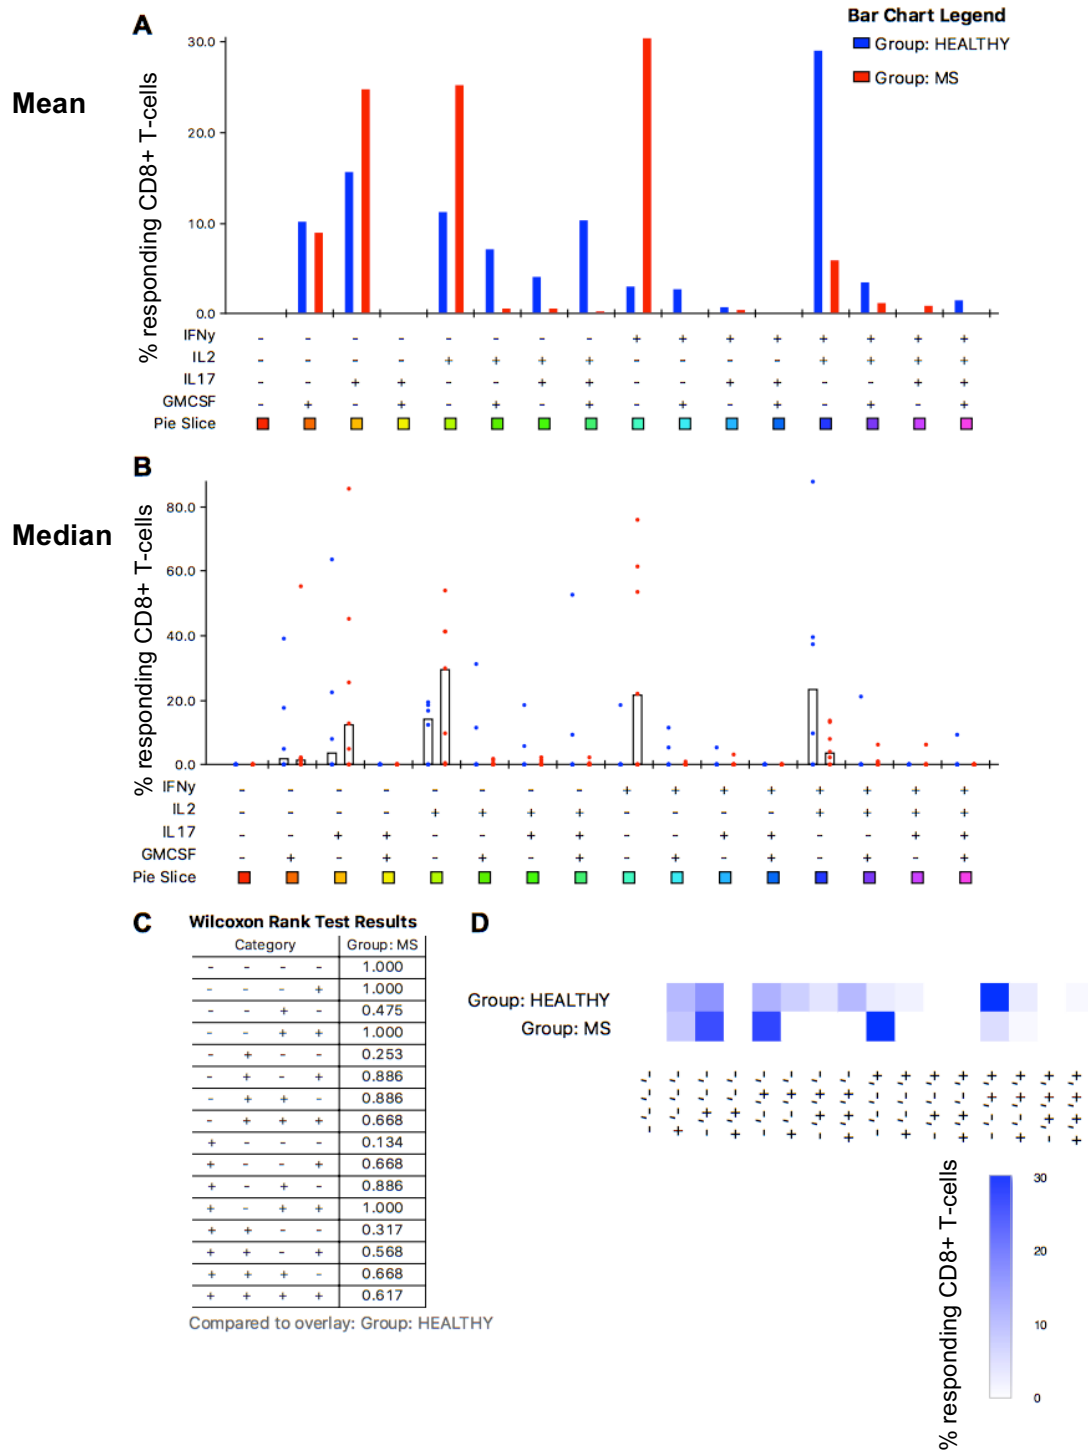 A
Bar Chart Legend
Group: HEALTHY
Group: MS
Mean
% responding CD8+ T-cells
30.0
20.0
10.0
0.0
IFNy - - - - - - - - + + + + + + + +
IL2 - - - - + + + + - - - - + + + +
IL17 - - + + - - + + - - + + - - + +
GMCSF - + - + - + - + - + - + - + - +
Pie Slice
B
Median
% responding CD8+ T-cells
80.0
60.0
40.0
20.0
0.0
IFNy - - - - - - - - + + + + + + + +
IL2 - - - - + + + + - - - - + + + +
IL17 - - + + - - + + - - + + - - + +
GMCSF - + - + - + - + - + - + - + - +
Pie Slice
C
Wilcoxon Rank Test Results
Category Group: MS
- - - - 1.000
- - - + 1.000
- - + - 0.475
- - + + 1.000
- + - - 0.253
- + - + 0.886
- + + - 0.886
- + + + 0.668
+ - - - 0.134
+ - - + 0.668
+ - + - 0.886
+ - + + 1.000
+ + - - 0.317
+ + - + 0.568
+ + + - 0.668
+ + + + 0.617
Compared to overlay: Group: HEALTHY
D
Group: HEALTHY
Group: MS
-,-,-,-
-,-,-,+
-,-,+,-
-,-,+,+
-,+,-,-
-,+,-,+
-,+,+,-
-,+,+,+
+,-,-,-
+,-,-,+
+,-,+,-
+,-,+,+
+,+,-,-
+,+,-,+
+,+,+,-
+,+,+,+
% responding CD8+ T-cells
30
20
10
0